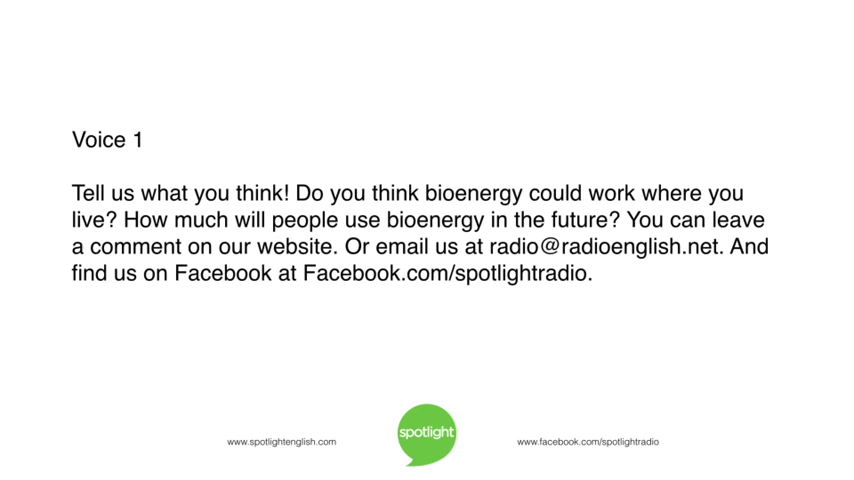 Voice 1
Tell us what you think! Do you think bioenergy could work where you
live? How much will people use bioenergy in the future? You can leave
a comment on our website. Or email us at radio@radioenglish.net. And
find us on Facebook at Facebook.com/spotlightradio.
www.spotlightenglish.com
spotlight
www.facebook.com/spotlightradio